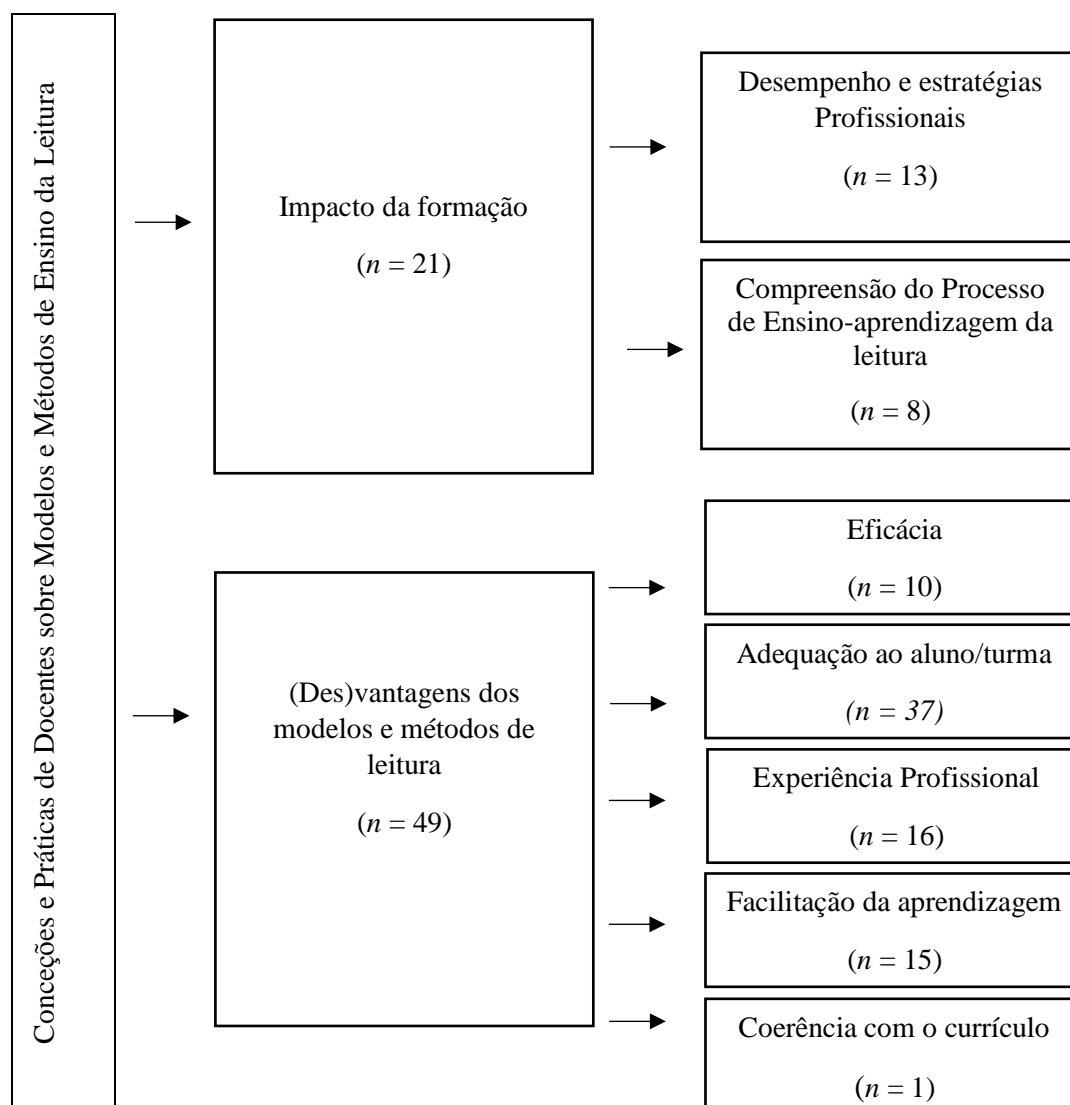 Conceções e Práticas de Docentes sobre Modelos e Métodos de Ensino da Leitura
Impacto da formação
(n = 21)
Desempenho e estratégias
Profissionais
(n = 13)
Compreensão do Processo
de Ensino-aprendizagem da
leitura
(n = 8)
(Des)vantagens dos
modelos e métodos de
leitura
(n = 49)
Eficácia
(n = 10)
Adequação ao aluno/turma
(n = 37)
Experiência Profissional
(n = 16)
Facilitação da aprendizagem
(n = 15)
Coerência com o currículo
(n = 1)